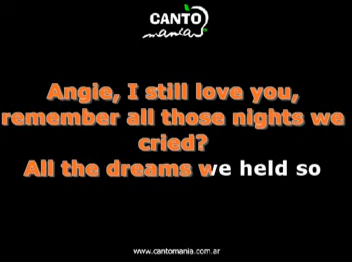 CANTO
mania
Angie, I still love you,
remember all those nights we
cried?
All the dreams we held so
www.cantomania.com.ar